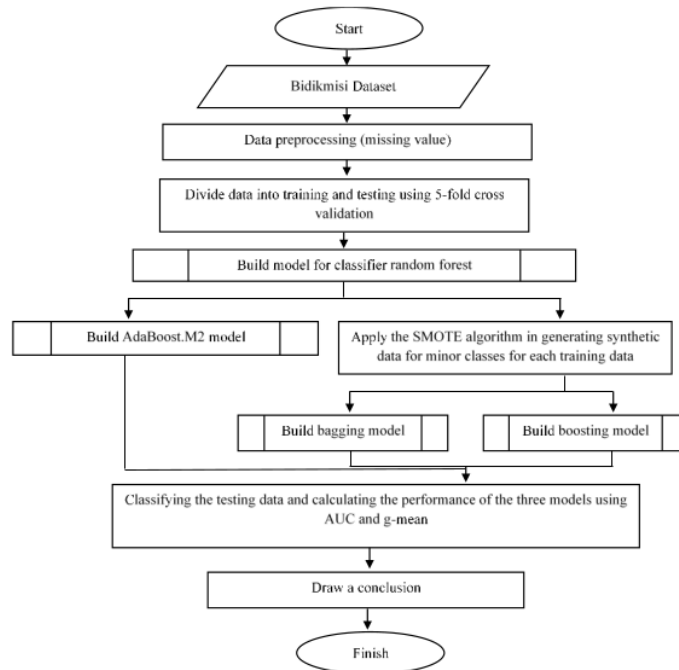 Start
Bidikmisi Dataset
Data preprocessing (missing value)
Divide data into training and testing using 5-fold cross
validation
Build model for classifier random forest
Build AdaBoost.M2 model
Apply the SMOTE algorithm in generating synthetic
data for minor classes for each training data
Build bagging model
Build boosting model
Classifying the testing data and calculating the performance of the three models using
AUC and g-mean
Draw a conclusion
Finish